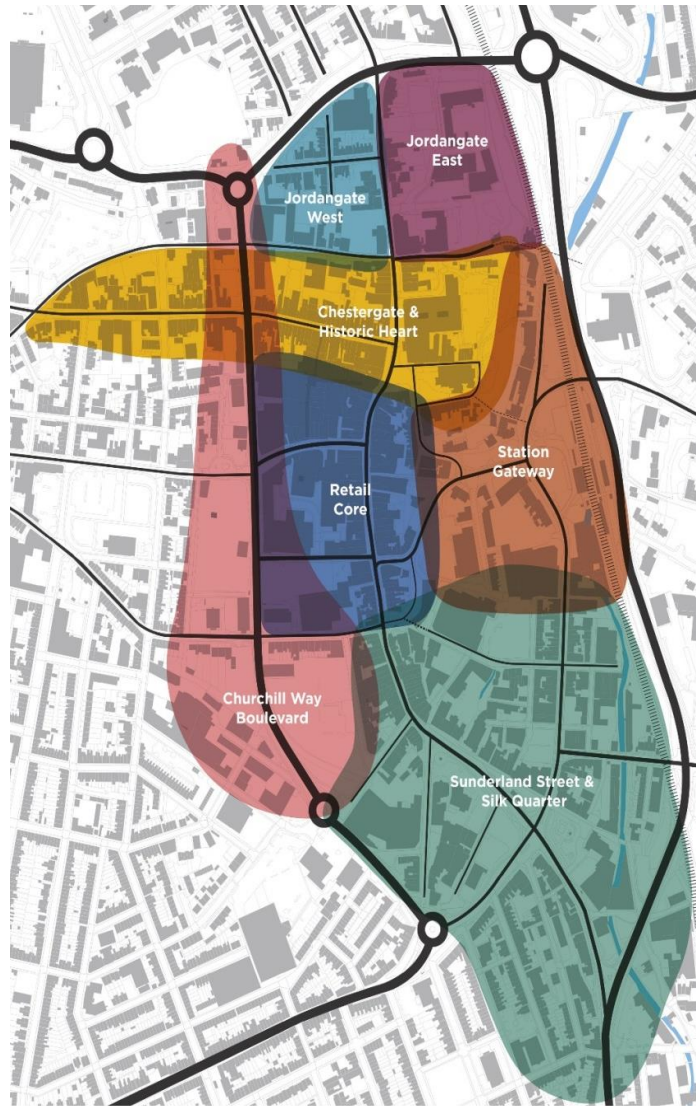 Jordangate
East
Jordangate
West
Chestergate &
Historic Heart
Station
Gateway
Retail
Core
Churchill Way
Boulevard
Sunderland Street &
Silk Quarter